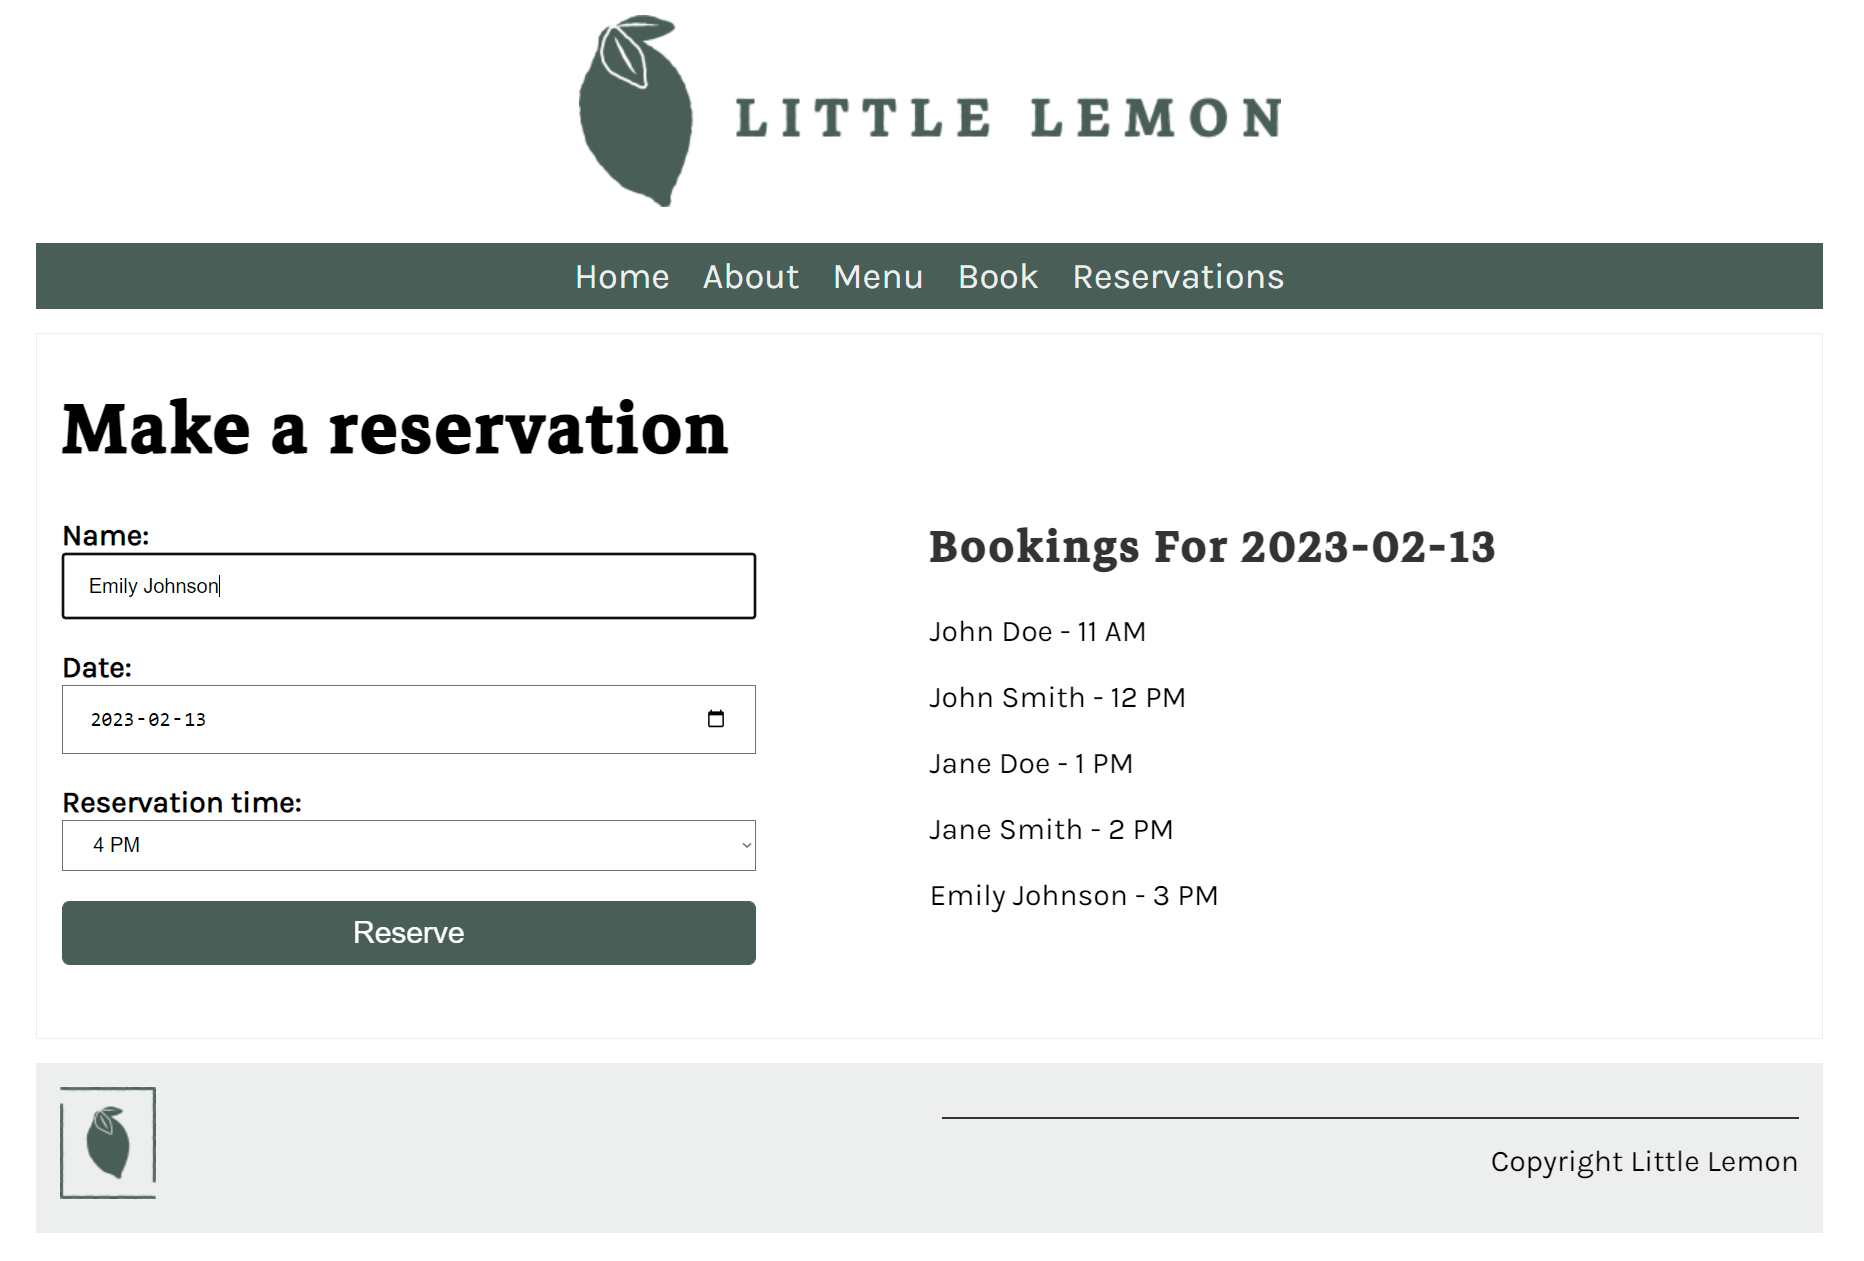 LITTLE LEMON
Home About Menu Book Reservations
Make a reservation
Name:
Emily Johnson
Date:
2023-02-13
Reservation time:
4 PM
Reserve
Bookings For 2023-02-13
John Doe - 11 AM
John Smith - 12 PM
Jane Doe - 1 PM
Jane Smith - 2 PM
Emily Johnson - 3 PM
Copyright Little Lemon